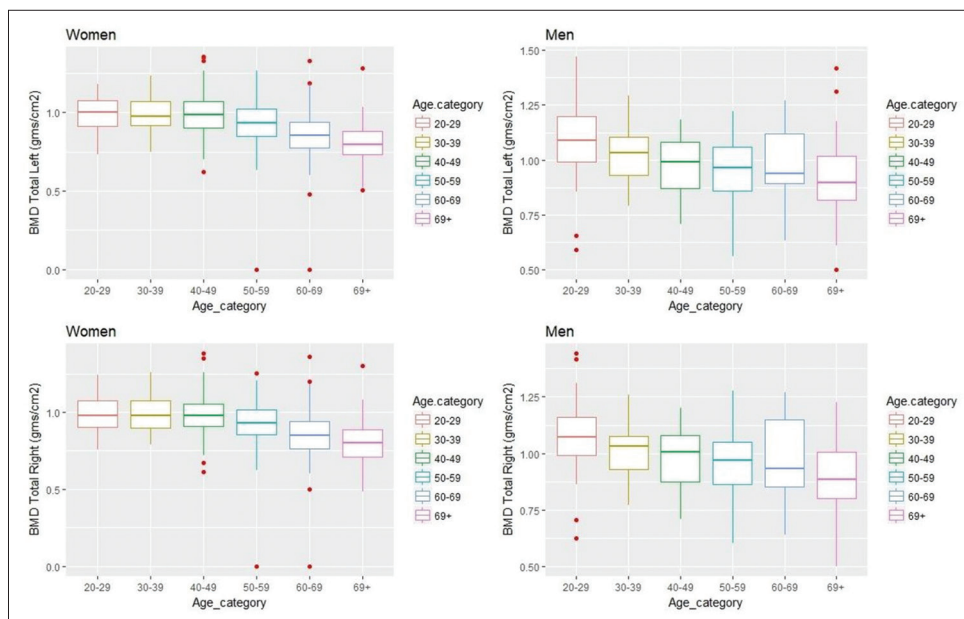 Women
BMD Total Left (gms/cm2)
1.0
0.5
0.0
20-29 30-39 40-49 50-59 60-69 69+
Age_category
Age.category
20-29
30-39
40-49
50-59
60-69
69+
Men
BMD Total Left (gms/cm2)
1.50
1.25
1.00
0.75
0.50
20-29 30-39 40-49 50-59 60-69 69+
Age_category
Age.category
20-29
30-39
40-49
50-59
60-69
69+
Women
BMD Total Right (gms/cm2)
1.0
0.5
0.0
20-29 30-39 40-49 50-59 60-69 69+
Age_category
Age.category
20-29
30-39
40-49
50-59
60-69
69+
Men
BMD Total Right (gms/cm2)
1.25
1.00
0.75
0.50
20-29 30-39 40-49 50-59 60-69 69+
Age_category
Age.category
20-29
30-39
40-49
50-59
60-69
69+